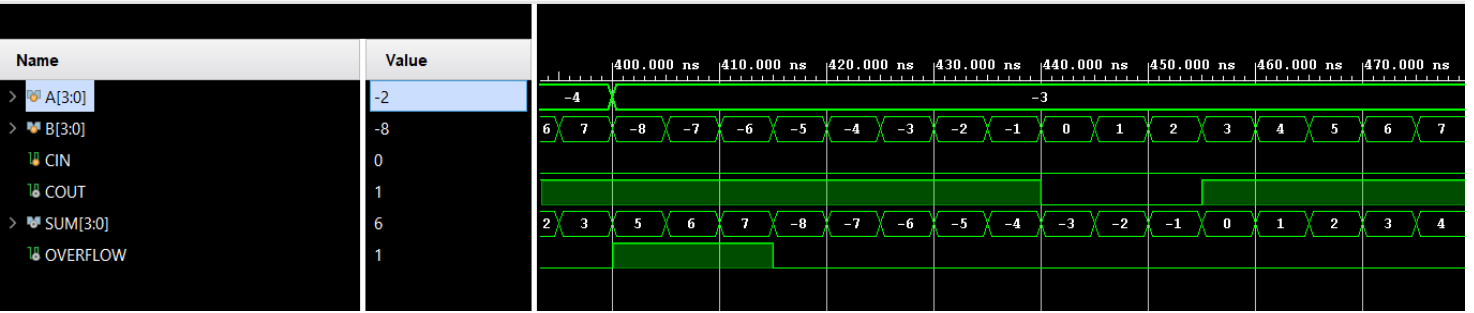 Name Value
400.000 ns 410.000 ns 420.000 ns 430.000 ns 440.000 ns 450.000 ns 460.000 ns 470.000 ns
A[3:0] -2 -4 -3
B[3:0] -8 6 7 -8 -7 -6 -5 -4 -3 -2 -1 0 1 2 3 4 5 6 7
CIN 0
COUT 1
SUM[3:0] 6 2 3 5 6 7 -8 -7 -6 -5 -4 -3 -2 -1 0 1 2 3 4
OVERFLOW 1